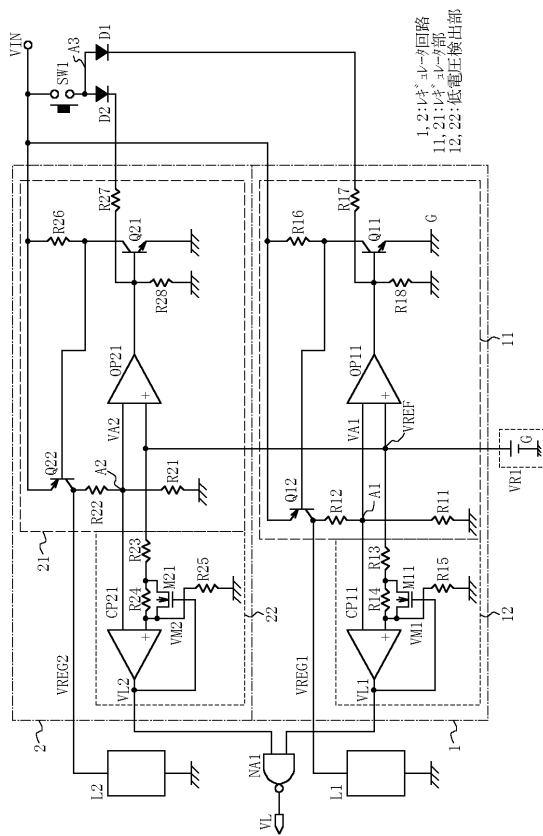 VIN
SW1
A3
D1
D2
1,2:ﾚｷﾞｭﾚｰﾀ回路
11,21:ﾚｷﾞｭﾚｰﾀ部
12,22:低電圧検出部
R26
R27
Q21
R28
OP21
+
VA2
Q22
A2
R22
R21
21
R16
R17
Q11
G
R18
OP11
+
VA1
VREF
11
Q12
R12
A1
R11
VR1
G
R23
R24
M21
R25
CP21
+
VM2
VL2
22
VREG2
2
R13
R14
M11
R15
CP11
+
VM1
VL1
12
VREG1
1
L2
NA1
L1
VL